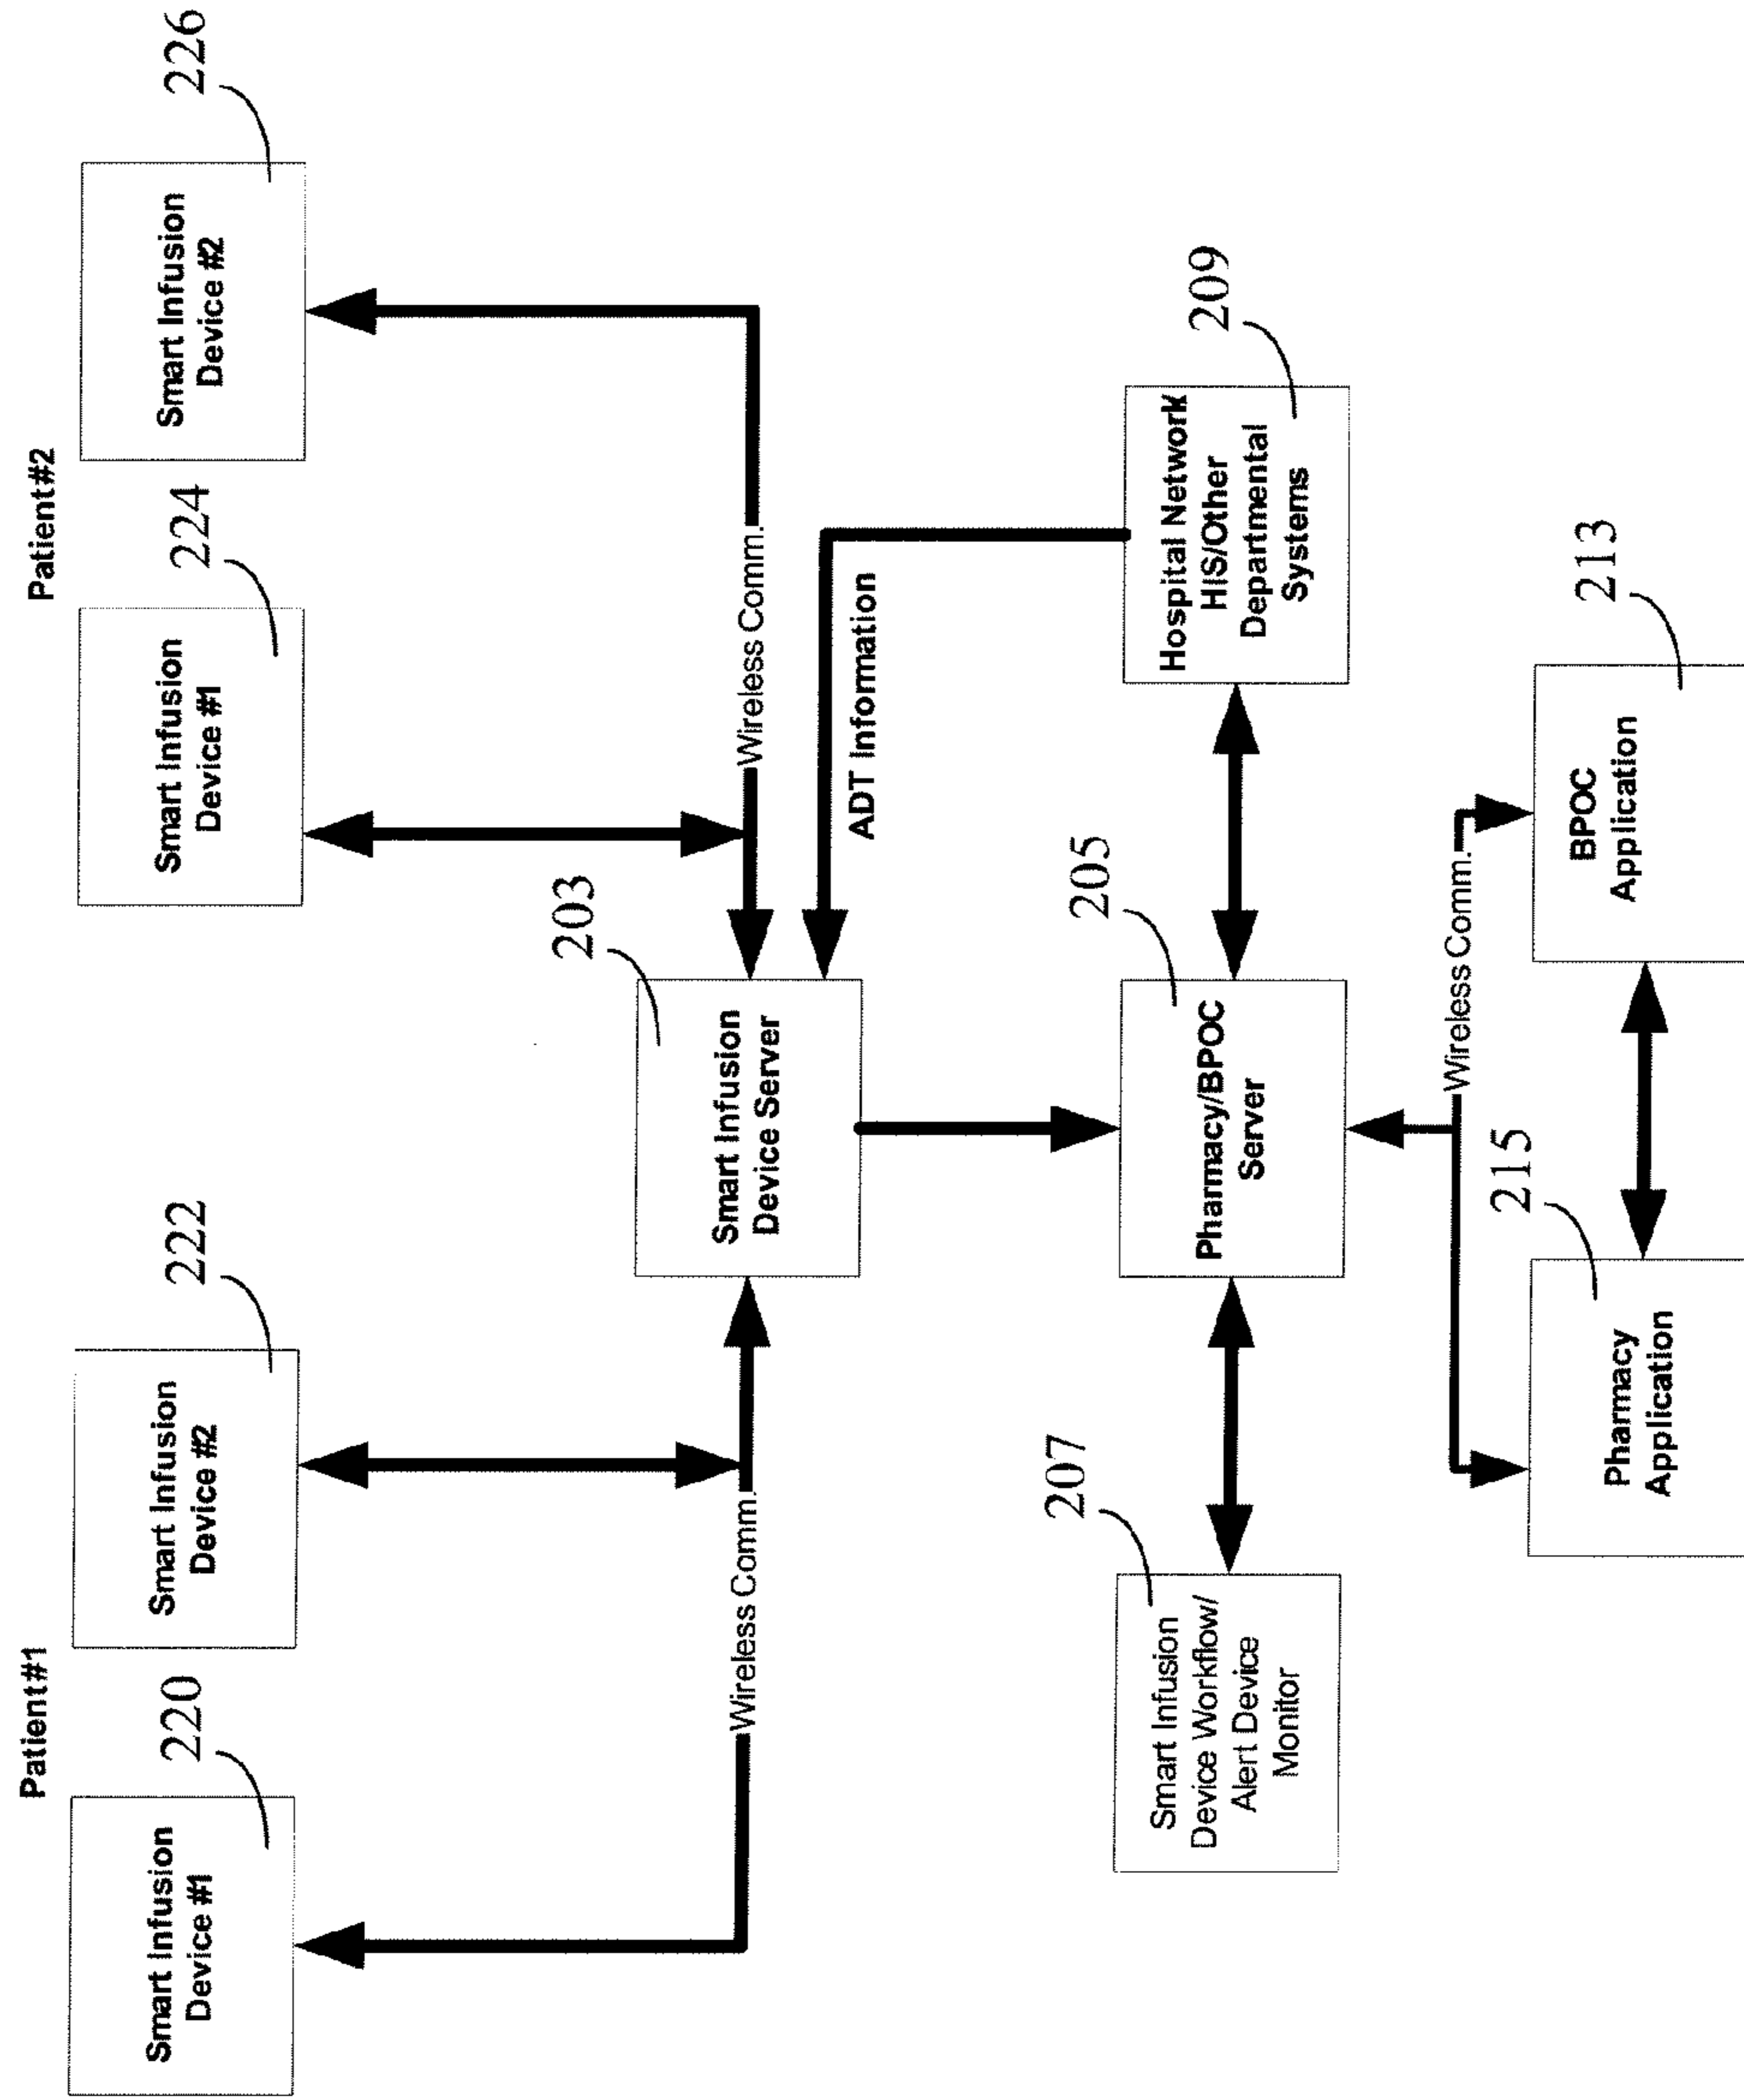 Patient#1
Patient#2
220
222
224
226
Smart Infusion
Device #1
Smart Infusion
Device #2
Smart Infusion
Device #1
Smart Infusion
Device #2
Wireless Comm.
Wireless Comm.
203
Smart Infusion
Device Server
ADT Infomation
207
205
209
Smart Infusion
Device Workflow/
Alert Device
Monitor
Pharmacy/BPOC
Server
Hospital Network
HIS/Other
Departmental
Systems
Wireless Comm.
215
213
Pharmacy
Application
BPOC
Application